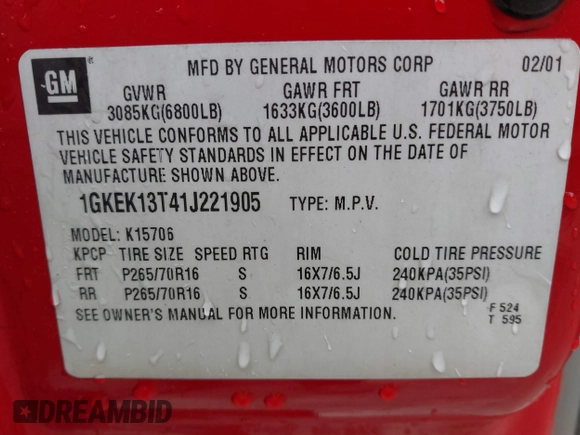 GM
MFD BY GENERAL MOTORS CORP 02/01
GVWR GAWR FRT GAWR RR
3085KG(6800LB) 1633KG(3600LB) 1701KG(3750LB)
THIS VEHICLE CONFORMS TO ALL APPLICABLE U.S. FEDERAL MOTOR
VEHICLE SAFETY STANDARDS IN EFFECT ON THE DATE OF
MANUFACTURE SHOWN ABOVE.
1GKEK13T41J221905 TYPE: M.P.V.
MODEL: K15706
KPCP TIRE SIZE SPEED RTG RIM COLD TIRE PRESSURE
FRT P265/70R16 S 16X7/6.5J 240KPA(35PSI)
RR P265/70R16 S 16X7/6.5J 240KPA(35PSI)
SEE OWNER'S MANUAL FOR MORE INFORMATION.
F 524
T 595
DREAMBID